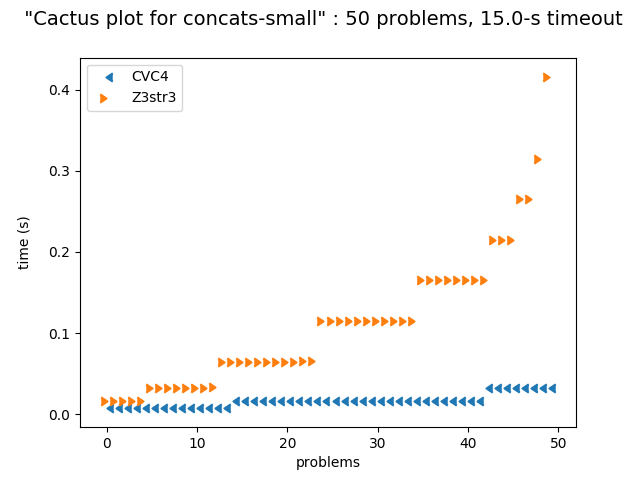 "Cactus plot for concats-small" : 50 problems, 15.0-s timeout
CVC4
Z3str3
0.4
0.3
0.2
0.1
0.0
time (s)
0 10 20 30 40 50
problems